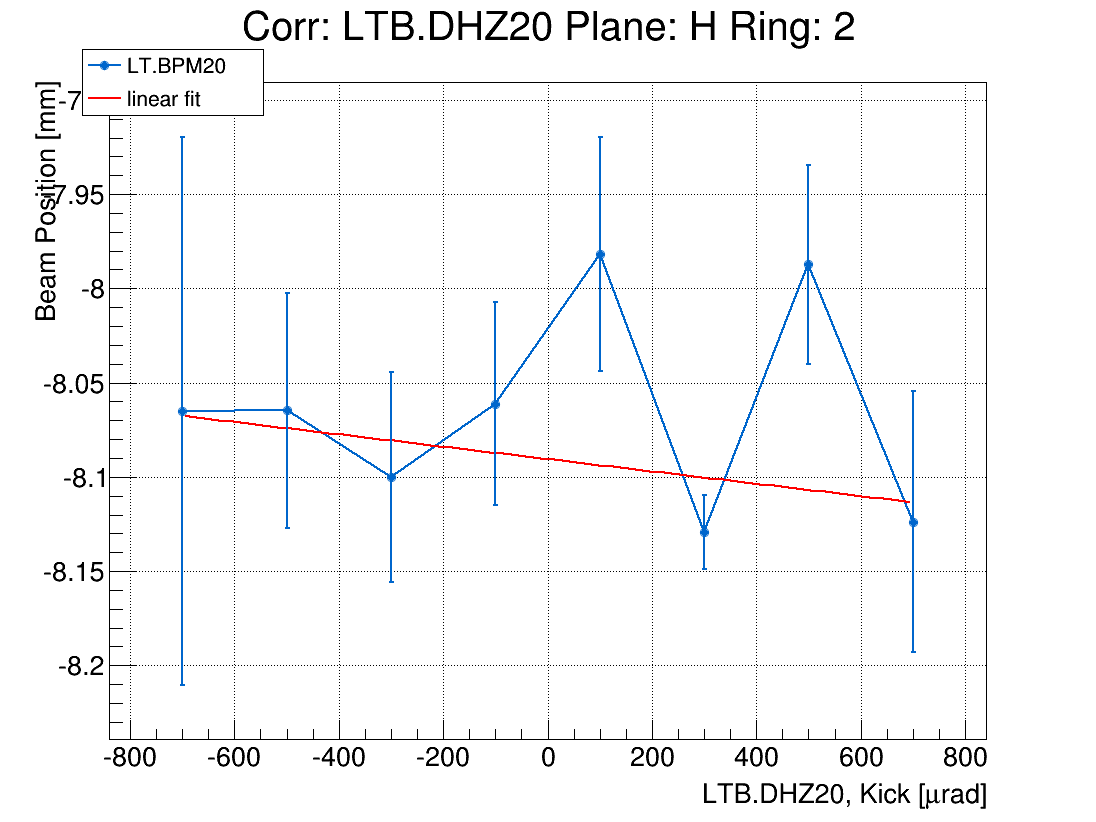 Corr: LTB.DHZ20 Plane: H Ring: 2
LT.BPM20
linear fit
Beam Position [mm]
-7
7.95
-8
-8.05
-8.1
-8.15
-8.2
-800 -600 -400 -200 0 200 400 600 800
LTB.DHZ20, Kick [μrad]